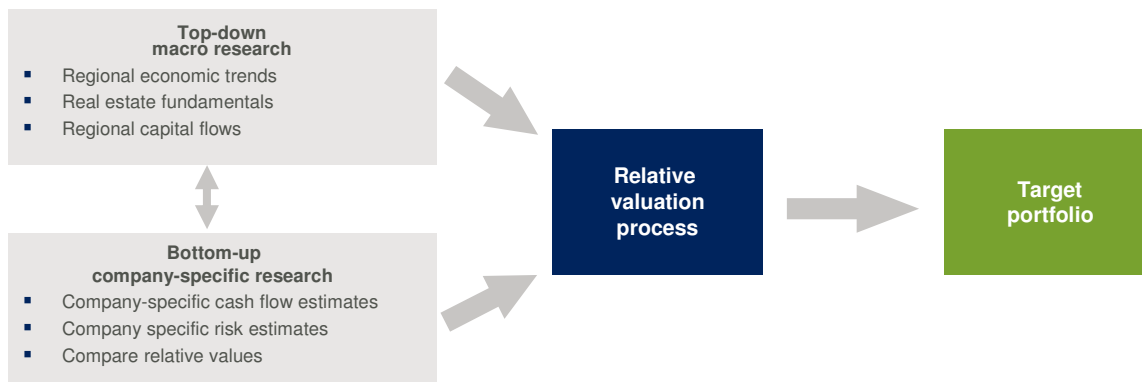 Top-down
macro research
▪ Regional economic trends
▪ Real estate fundamentals
▪ Regional capital flows
Bottom-up
company-specific research
▪ Company-specific cash flow estimates
▪ Company specific risk estimates
▪ Compare relative values
Relative
valuation
process
Target
portfolio